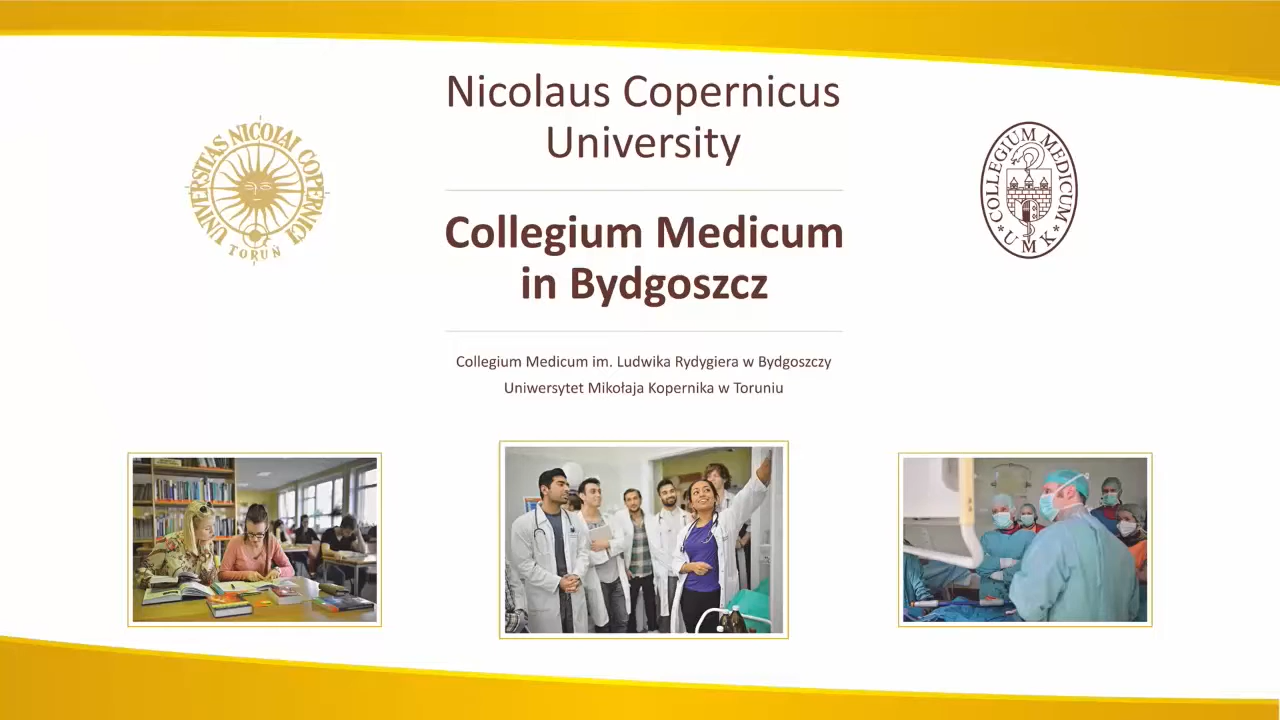 Nicolaus Copernicus
University
UNIVERSITAS NICOLAI COPERNICI
TORUŃ
COLLEGIUM MEDICUM
* UMK *
Collegium Medicum
in Bydgoszcz
Collegium Medicum im. Ludwika Rydygiera w Bydgoszczy
Uniwersytet Mikołaja Kopernika w Toruniu